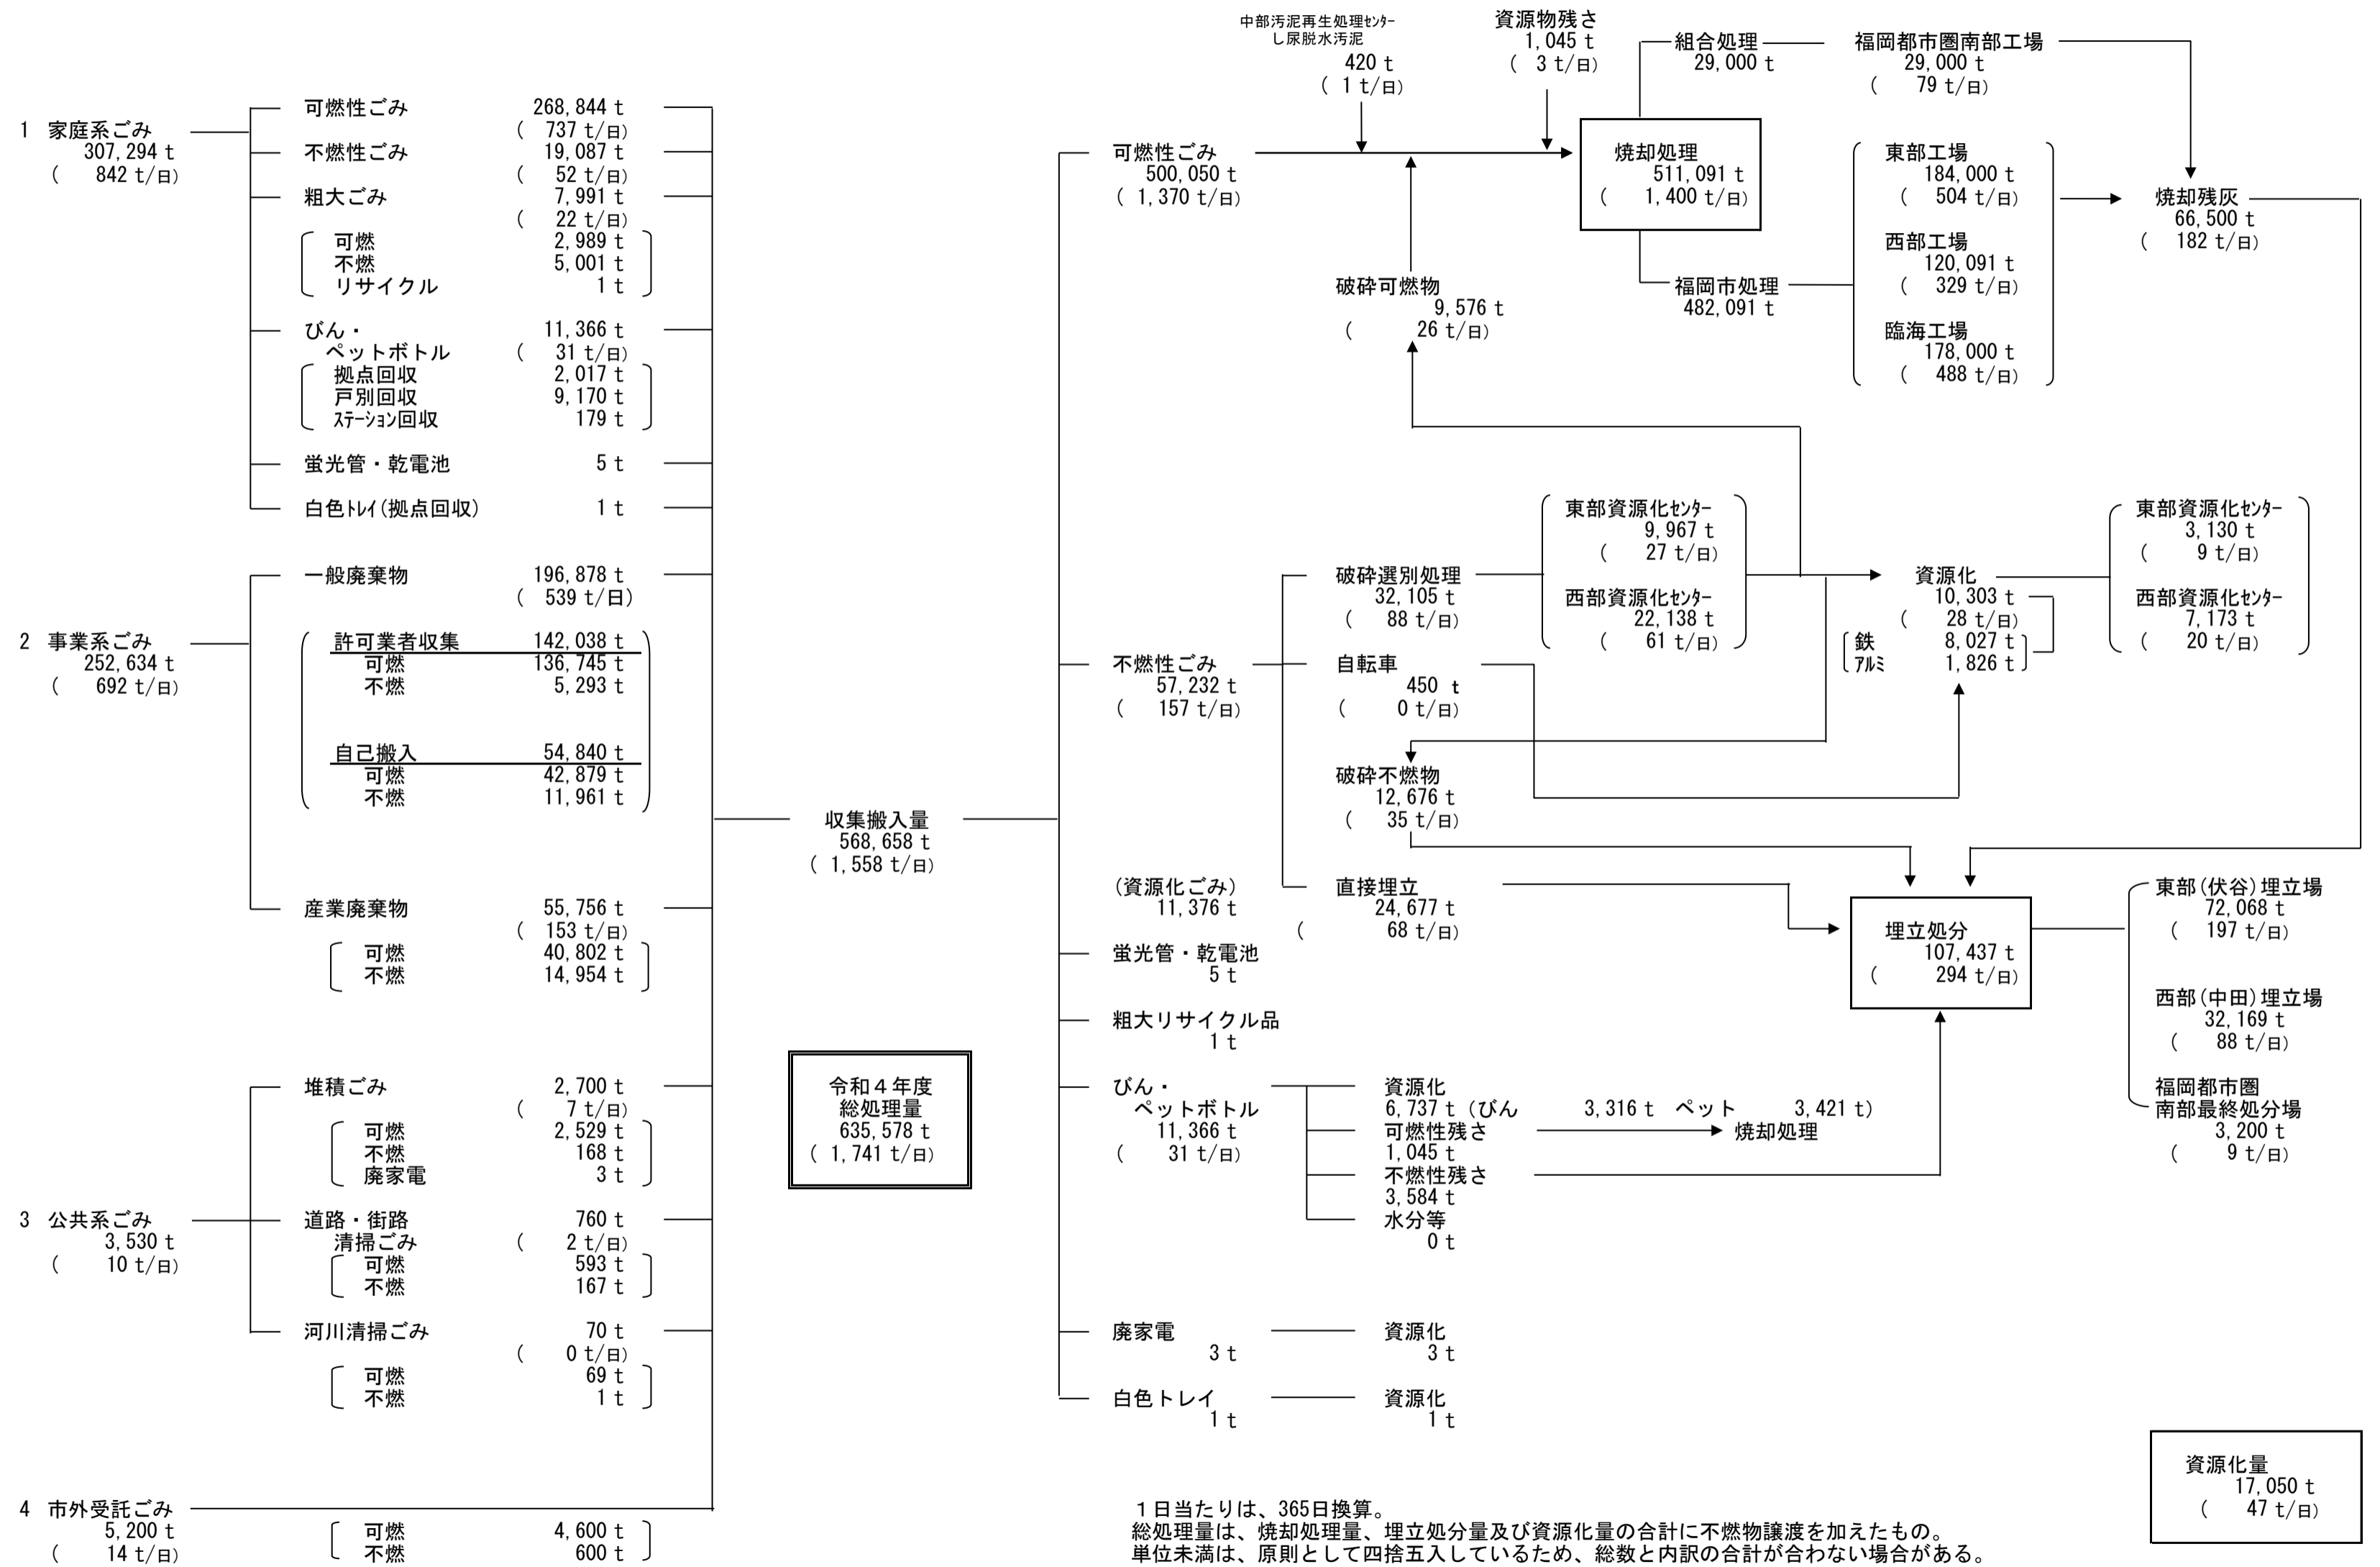 1 家庭系ごみ
307,294 t
( 842 t/日)
可燃性ごみ 268,844 t
( 737 t/日)
不燃性ごみ 19,087 t
( 52 t/日)
粗大ごみ 7,991 t
( 22 t/日)
可燃 2,989 t
不燃 5,001 t
リサイクル 1 t
びん・ 11,366 t
ペットボトル ( 31 t/日)
拠点回収 2,017 t
戸別回収 9,170 t
ｽﾃｰｼｮﾝ回収 179 t
蛍光管・乾電池 5 t
白色ﾄﾚｲ(拠点回収) 1 t
2 事業系ごみ
252,634 t
( 692 t/日)
一般廃棄物 196,878 t
( 539 t/日)
許可業者収集 142,038 t
可燃 136,745 t
不燃 5,293 t
自己搬入 54,840 t
可燃 42,879 t
不燃 11,961 t
産業廃棄物 55,756 t
( 153 t/日)
可燃 40,802 t
不燃 14,954 t
3 公共系ごみ
3,530 t
( 10 t/日)
堆積ごみ 2,700 t
( 7 t/日)
可燃 2,529 t
不燃 168 t
廃家電 3 t
道路・街路 760 t
清掃ごみ ( 2 t/日)
可燃 593 t
不燃 167 t
河川清掃ごみ 70 t
( 0 t/日)
可燃 69 t
不燃 1 t
4 市外受託ごみ
5,200 t
( 14 t/日)
可燃 4,600 t
不燃 600 t
収集搬入量
568,658 t
( 1,558 t/日)
令和４年度
総処理量
635,578 t
( 1,741 t/日)
中部汚泥再生処理ｾﾝﾀｰ
し尿脱水汚泥
420 t
( 1 t/日)
資源物残さ
1,045 t
( 3 t/日)
可燃性ごみ
500,050 t
( 1,370 t/日)
焼却処理
511,091 t
( 1,400 t/日)
組合処理
29,000 t
福岡都市圏南部工場
29,000 t
( 79 t/日)
福岡市処理
482,091 t
東部工場
184,000 t
( 504 t/日)
西部工場
120,091 t
( 329 t/日)
臨海工場
178,000 t
( 488 t/日)
焼却残灰
66,500 t
( 182 t/日)
破砕可燃物
9,576 t
( 26 t/日)
不燃性ごみ
57,232 t
( 157 t/日)
破砕選別処理
32,105 t
( 88 t/日)
東部資源化ｾﾝﾀｰ
9,967 t
( 27 t/日)
西部資源化ｾﾝﾀｰ
22,138 t
( 61 t/日)
資源化
10,303 t
( 28 t/日)
鉄 8,027 t
ｱﾙﾐ 1,826 t
東部資源化ｾﾝﾀｰ
3,130 t
( 9 t/日)
西部資源化ｾﾝﾀｰ
7,173 t
( 20 t/日)
自転車
450 t
( 0 t/日)
破砕不燃物
12,676 t
( 35 t/日)
直接埋立
24,677 t
( 68 t/日)
埋立処分
107,437 t
( 294 t/日)
東部(伏谷)埋立場
72,068 t
( 197 t/日)
西部(中田)埋立場
32,169 t
( 88 t/日)
福岡都市圏
南部最終処分場
3,200 t
( 9 t/日)
(資源化ごみ)
11,376 t
蛍光管・乾電池
5 t
粗大リサイクル品
1 t
びん・
ペットボトル
11,366 t
( 31 t/日)
資源化
6,737 t (びん 3,316 t ペット 3,421 t)
可燃性残さ 焼却処理
1,045 t
不燃性残さ
3,584 t
水分等
0 t
廃家電 資源化
3 t 3 t
白色トレイ 資源化
1 t 1 t
資源化量
17,050 t
( 47 t/日)
１日当たりは、365日換算。
総処理量は、焼却処理量、埋立処分量及び資源化量の合計に不燃物譲渡を加えたもの。
単位未満は、原則として四捨五入しているため、総数と内訳の合計が合わない場合がある。